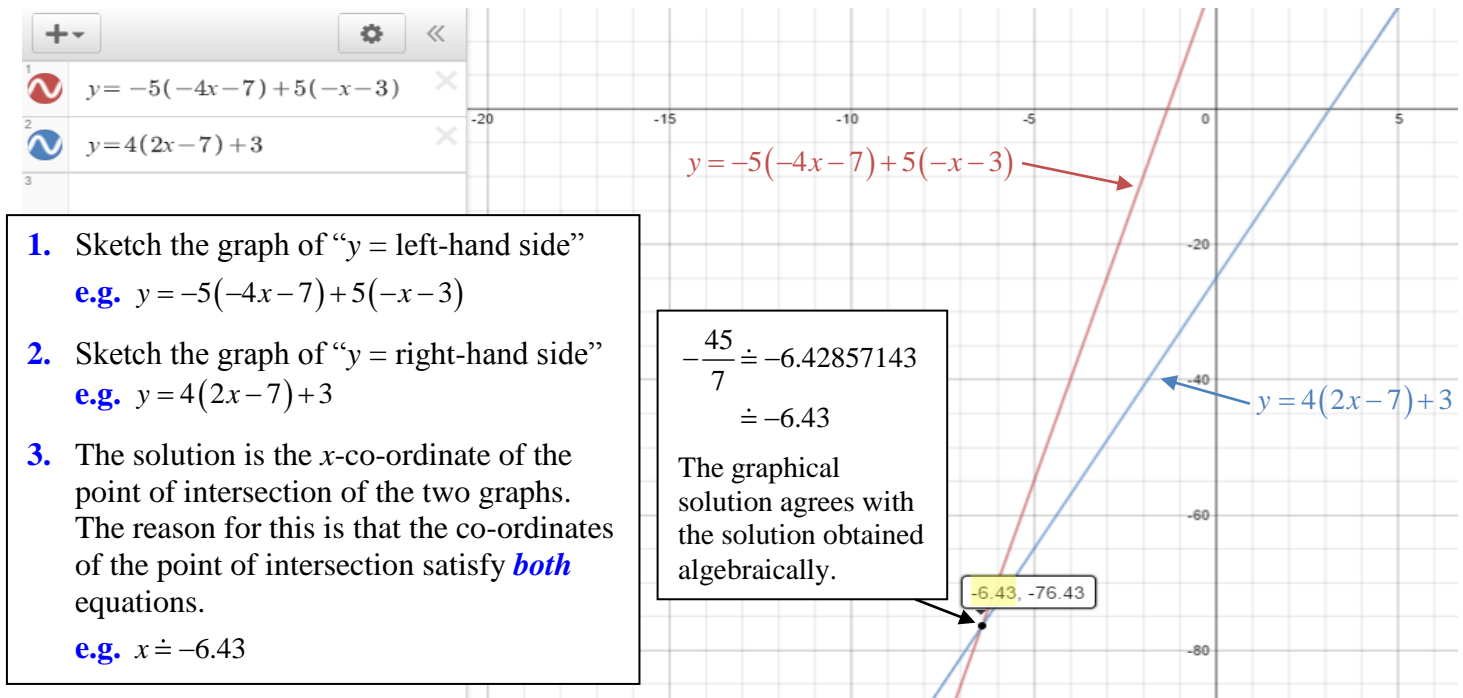 1
y = −5(−4x−7)+5(−x−3)
2
y=4(2x−7)+3
3
1. Sketch the graph of “y = left-hand side”
e.g. y = −5(−4x−7)+5(−x−3)
2. Sketch the graph of “y = right-hand side”
e.g. y = 4(2x−7)+3
3. The solution is the x-co-ordinate of the
point of intersection of the two graphs.
The reason for this is that the co-ordinates
of the point of intersection satisfy both
equations.
e.g. x ≐ −6.43
-20 -15 -10 -5 0 5
y = −5(−4x−7)+5(−x−3)
-20
−45/7 ≐ −6.42857143
≐ −6.43
The graphical
solution agrees with
the solution obtained
algebraically.
-40
y = 4(2x−7)+3
-60
-6.43, -76.43
-80